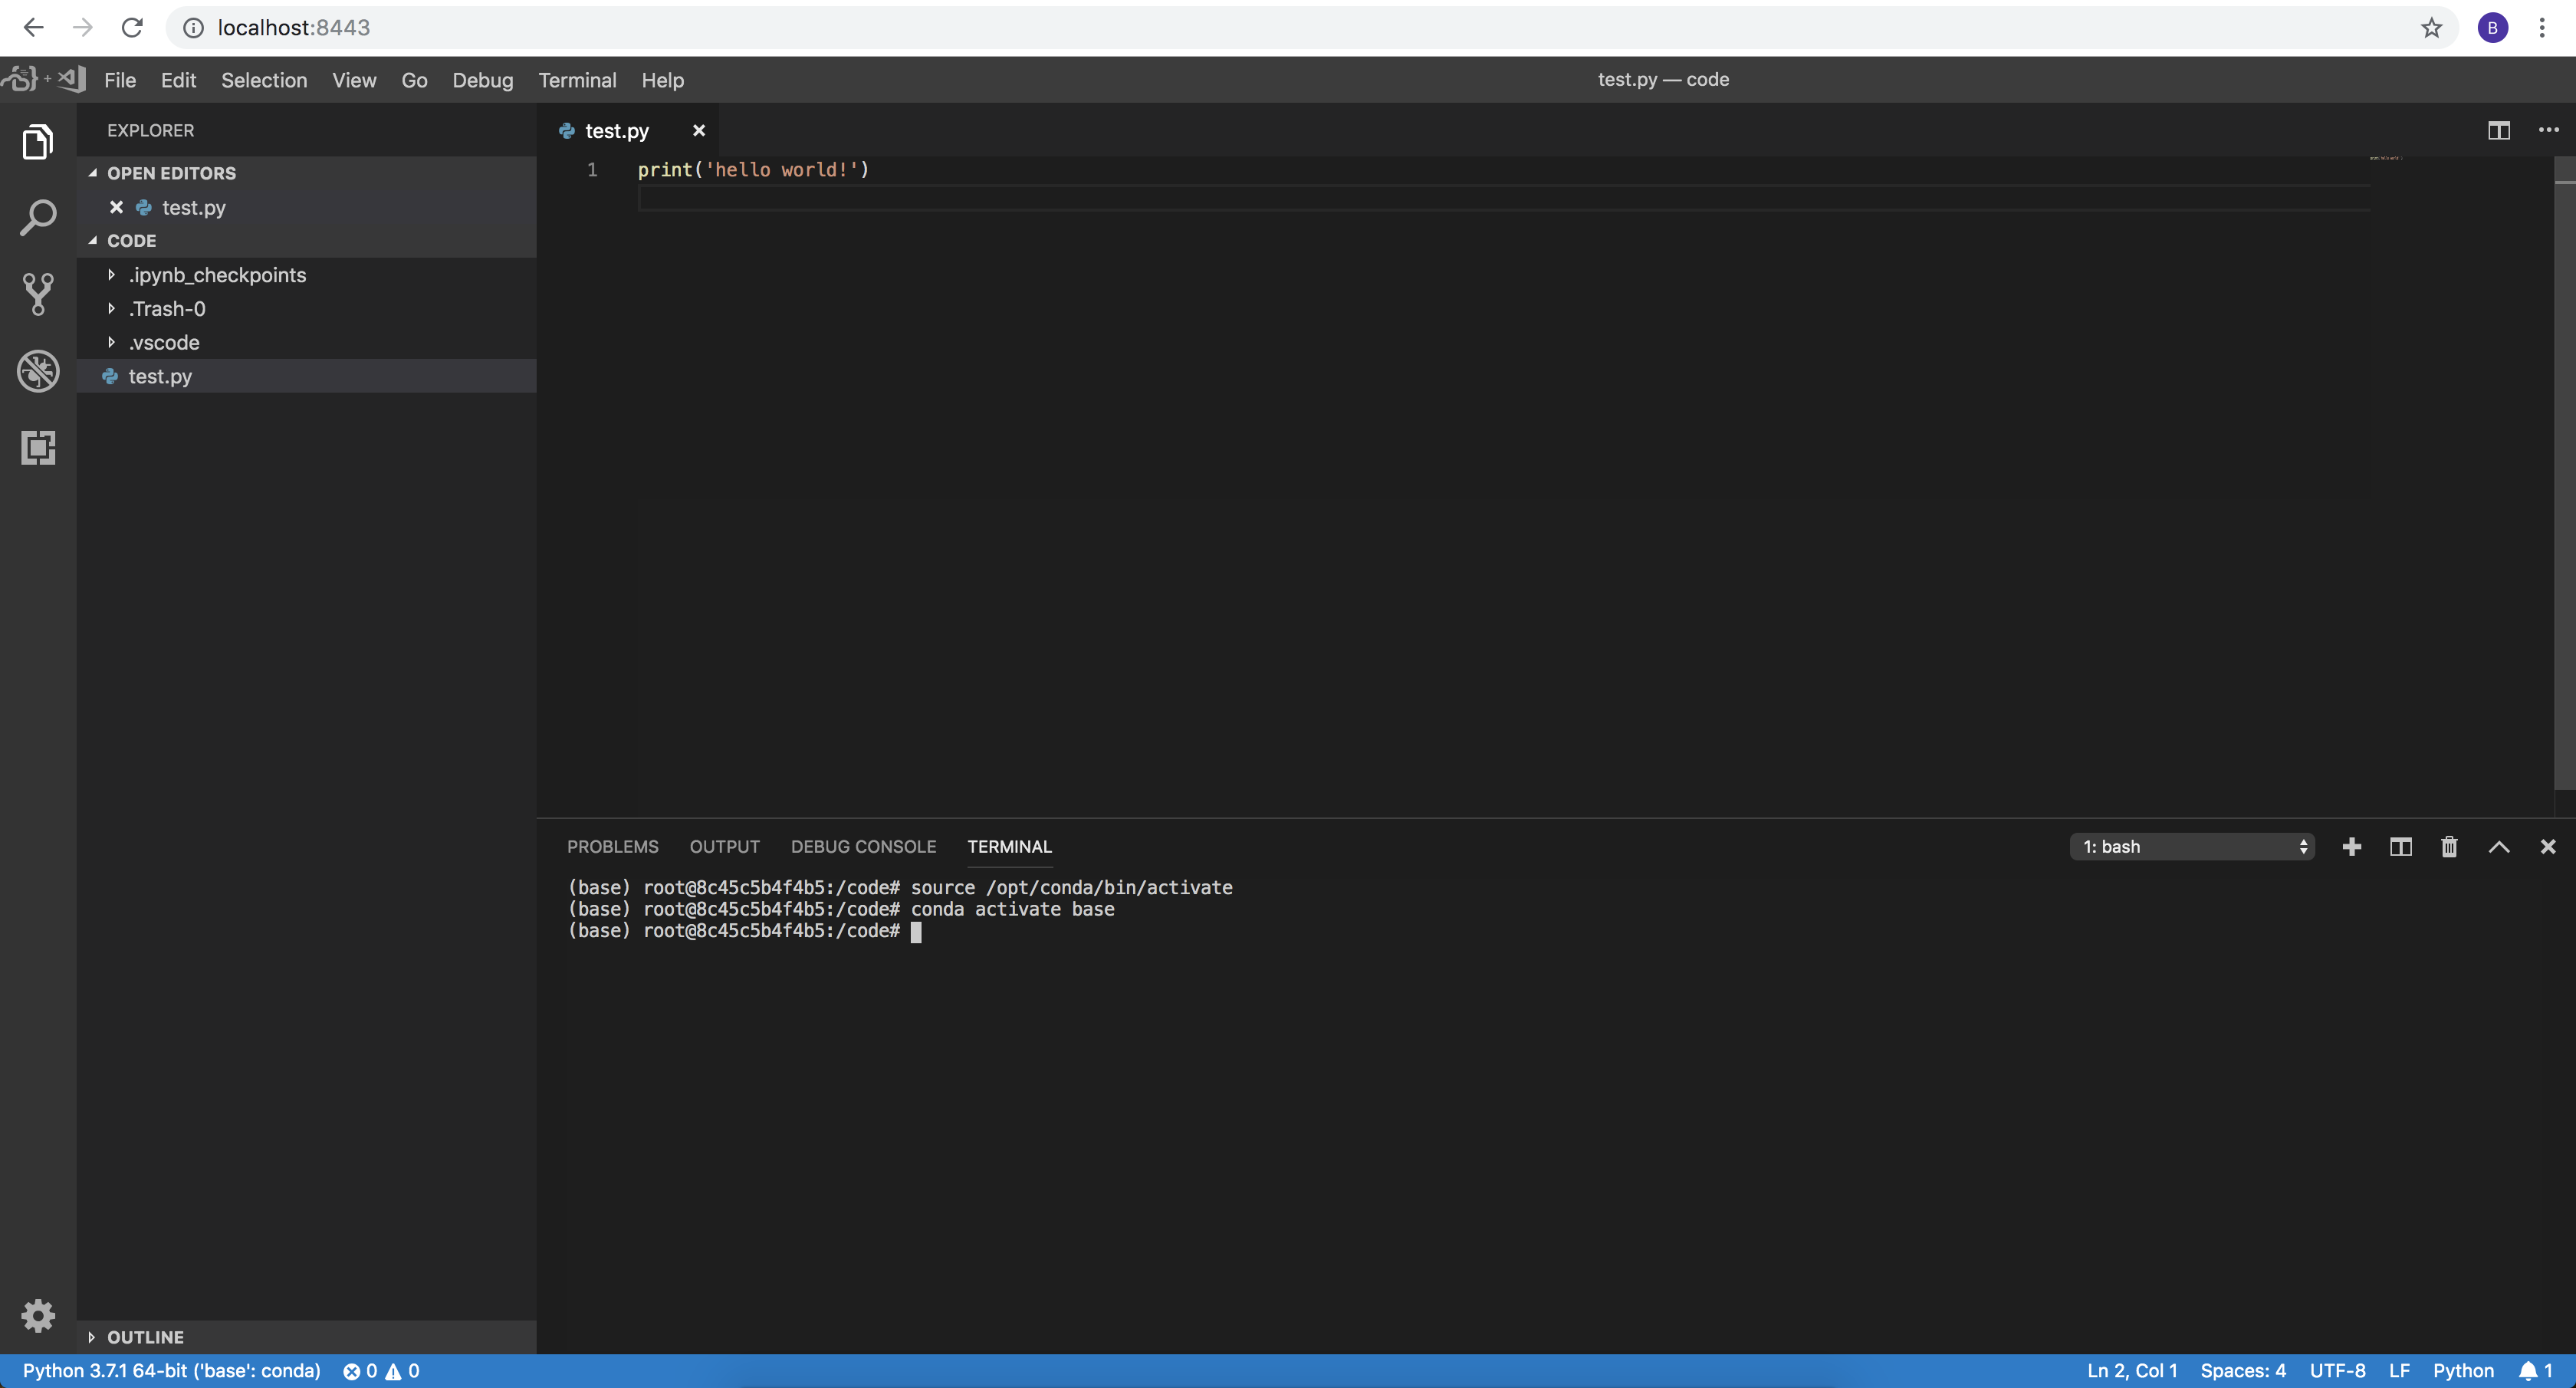 localhost:8443
B
File Edit Selection View Go Debug Terminal Help
test.py — code
EXPLORER
OPEN EDITORS
test.py
CODE
.ipynb_checkpoints
.Trash-0
.vscode
test.py
OUTLINE
test.py
1 print('hello world!')
PROBLEMS OUTPUT DEBUG CONSOLE TERMINAL
1: bash
(base) root@8c45c5b4f4b5:/code# source /opt/conda/bin/activate
(base) root@8c45c5b4f4b5:/code# conda activate base
(base) root@8c45c5b4f4b5:/code#
Python 3.7.1 64-bit ('base': conda) 0 0
Ln 2, Col 1 Spaces: 4 UTF-8 LF Python 1